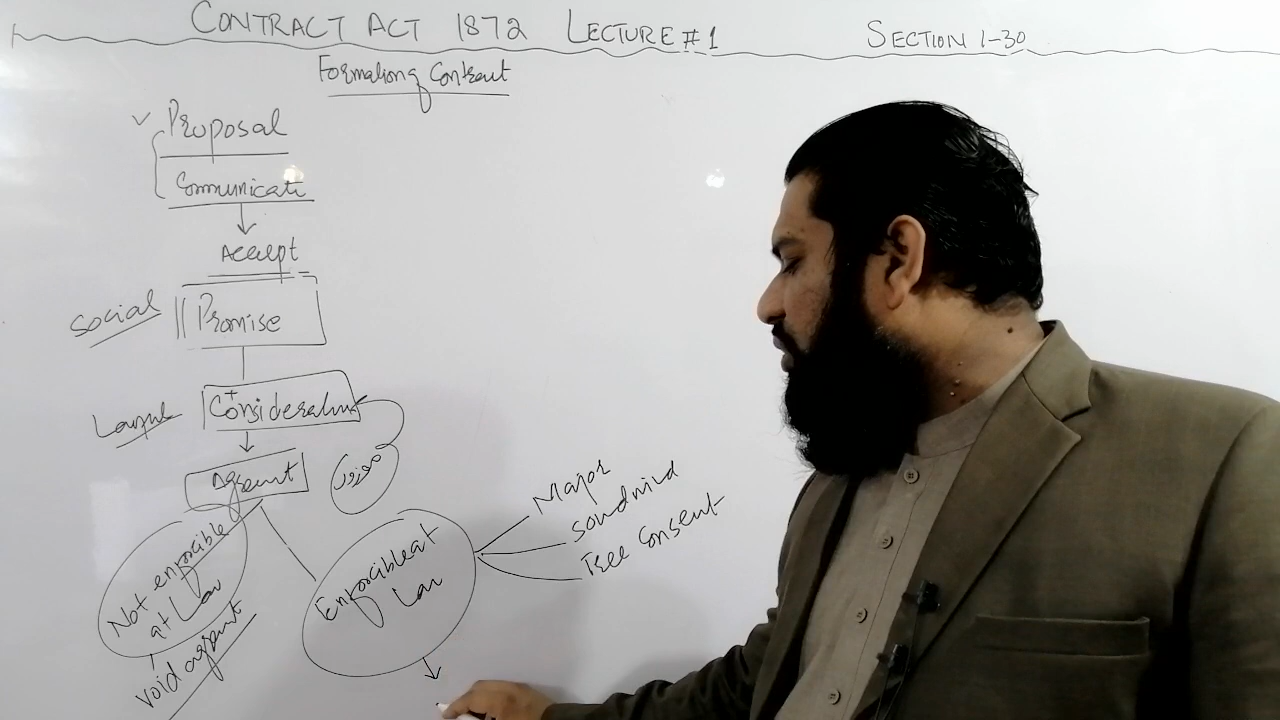 CONTRACT ACT 1872 LECTURE #1 SECTION 1-30
Formation of Contract
Proposal
Communicate
Accept
Social
Promise
Lawful
+
Consideration
Agreement
Not enforcible
at Law
Void agreement
Enforcible at
Law
Major
sound mind
Free Consent